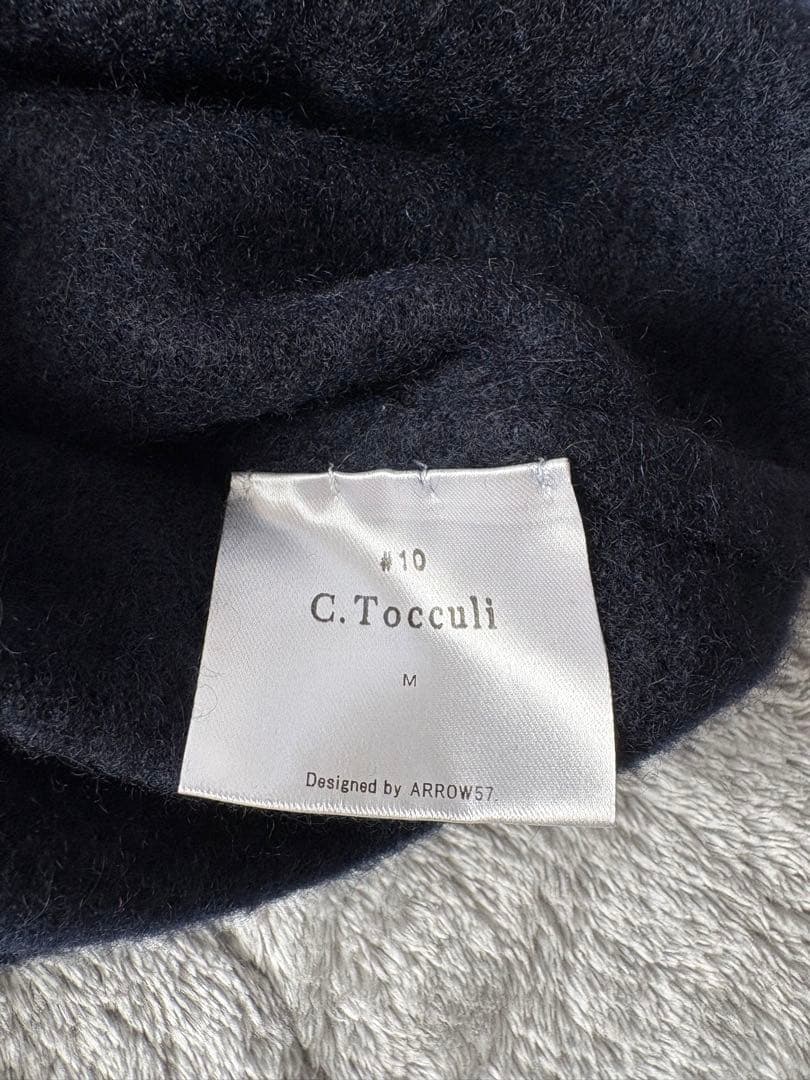 #10
C.Tocculi
M
Designed by ARROW57.